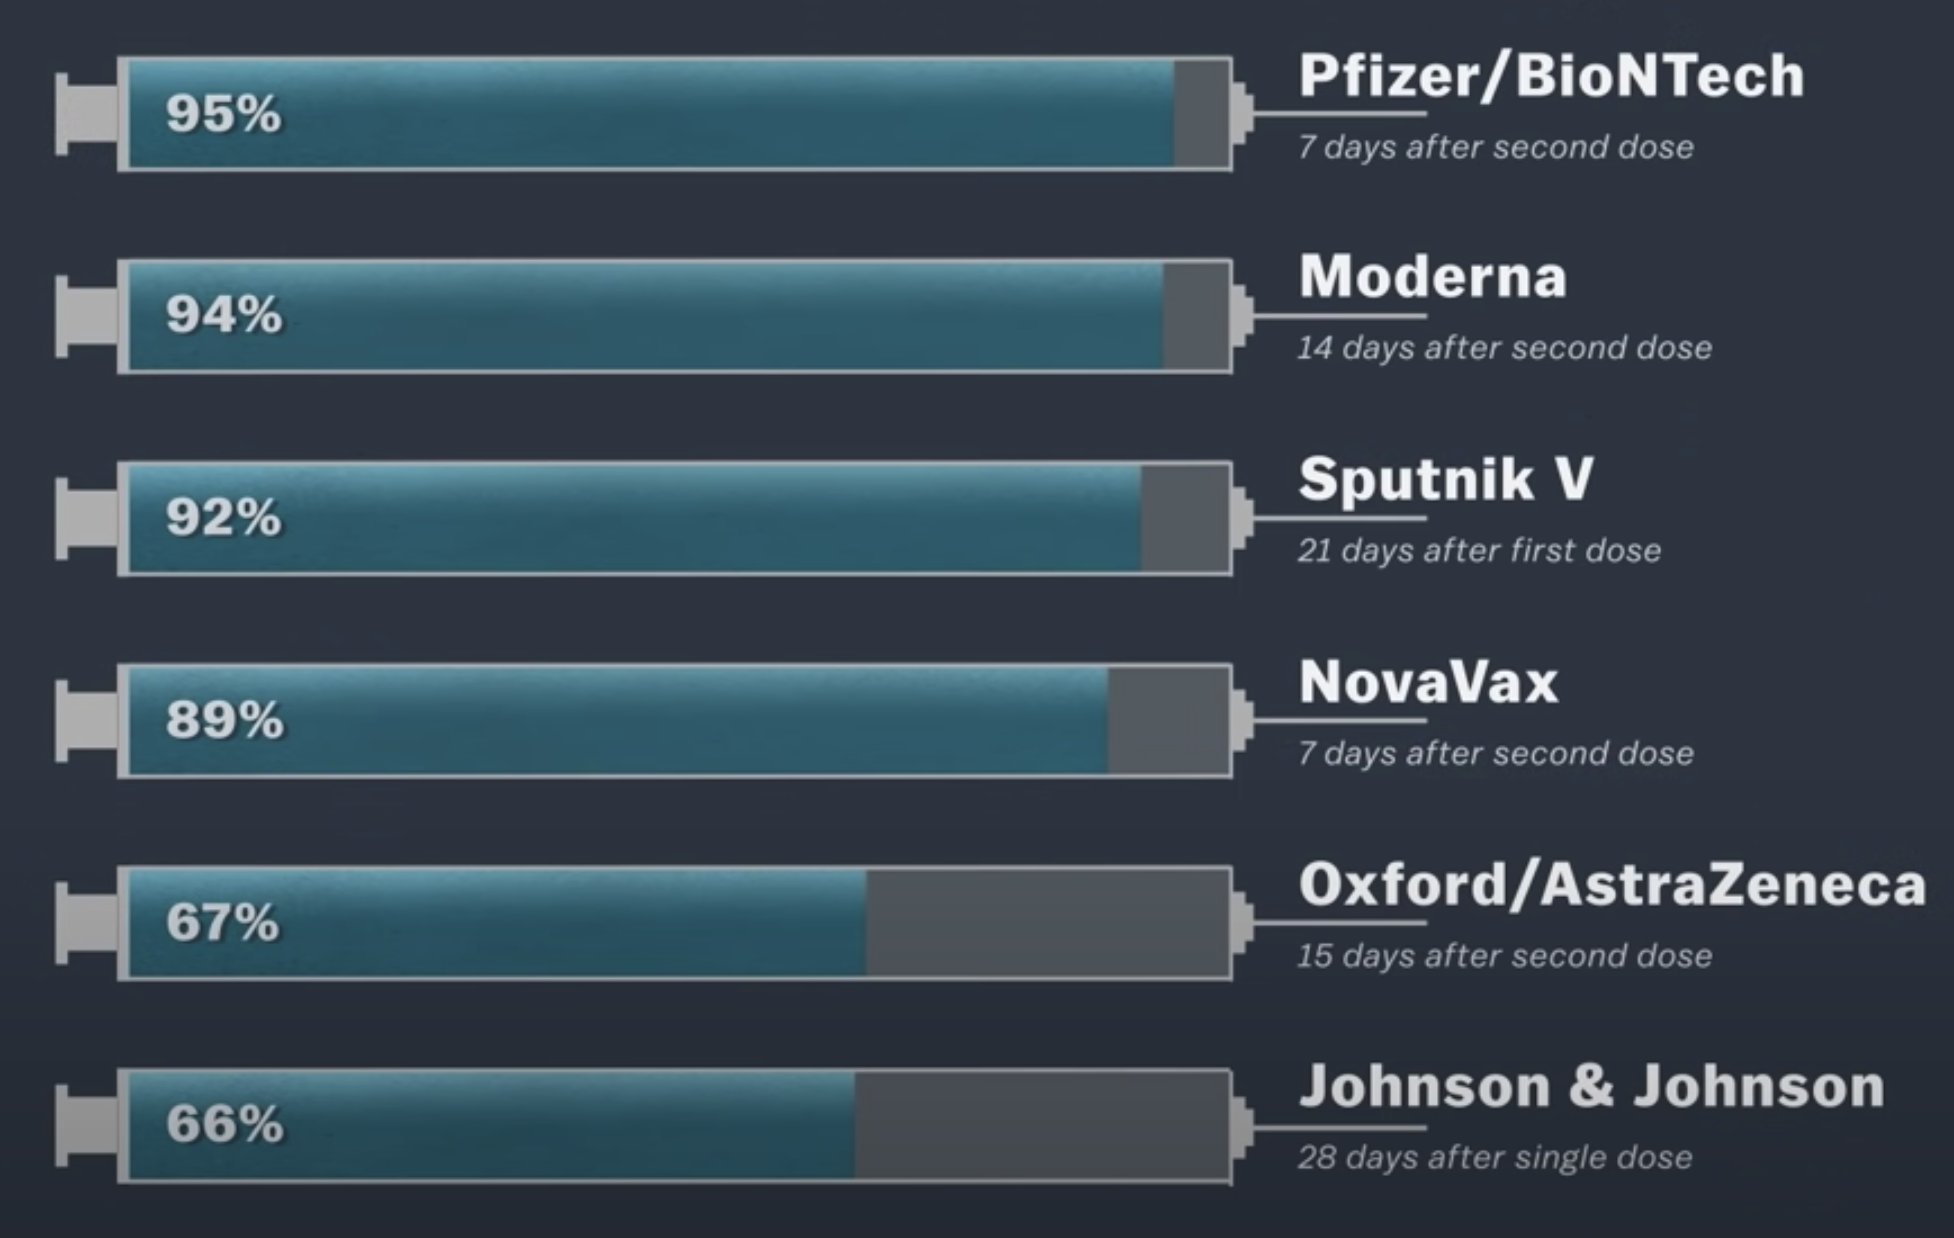 95%
Pfizer/BioNTech
7 days after second dose
94%
Moderna
14 days after second dose
92%
Sputnik V
21 days after first dose
89%
NovaVax
7 days after second dose
67%
Oxford/AstraZeneca
15 days after second dose
66%
Johnson & Johnson
28 days after single dose